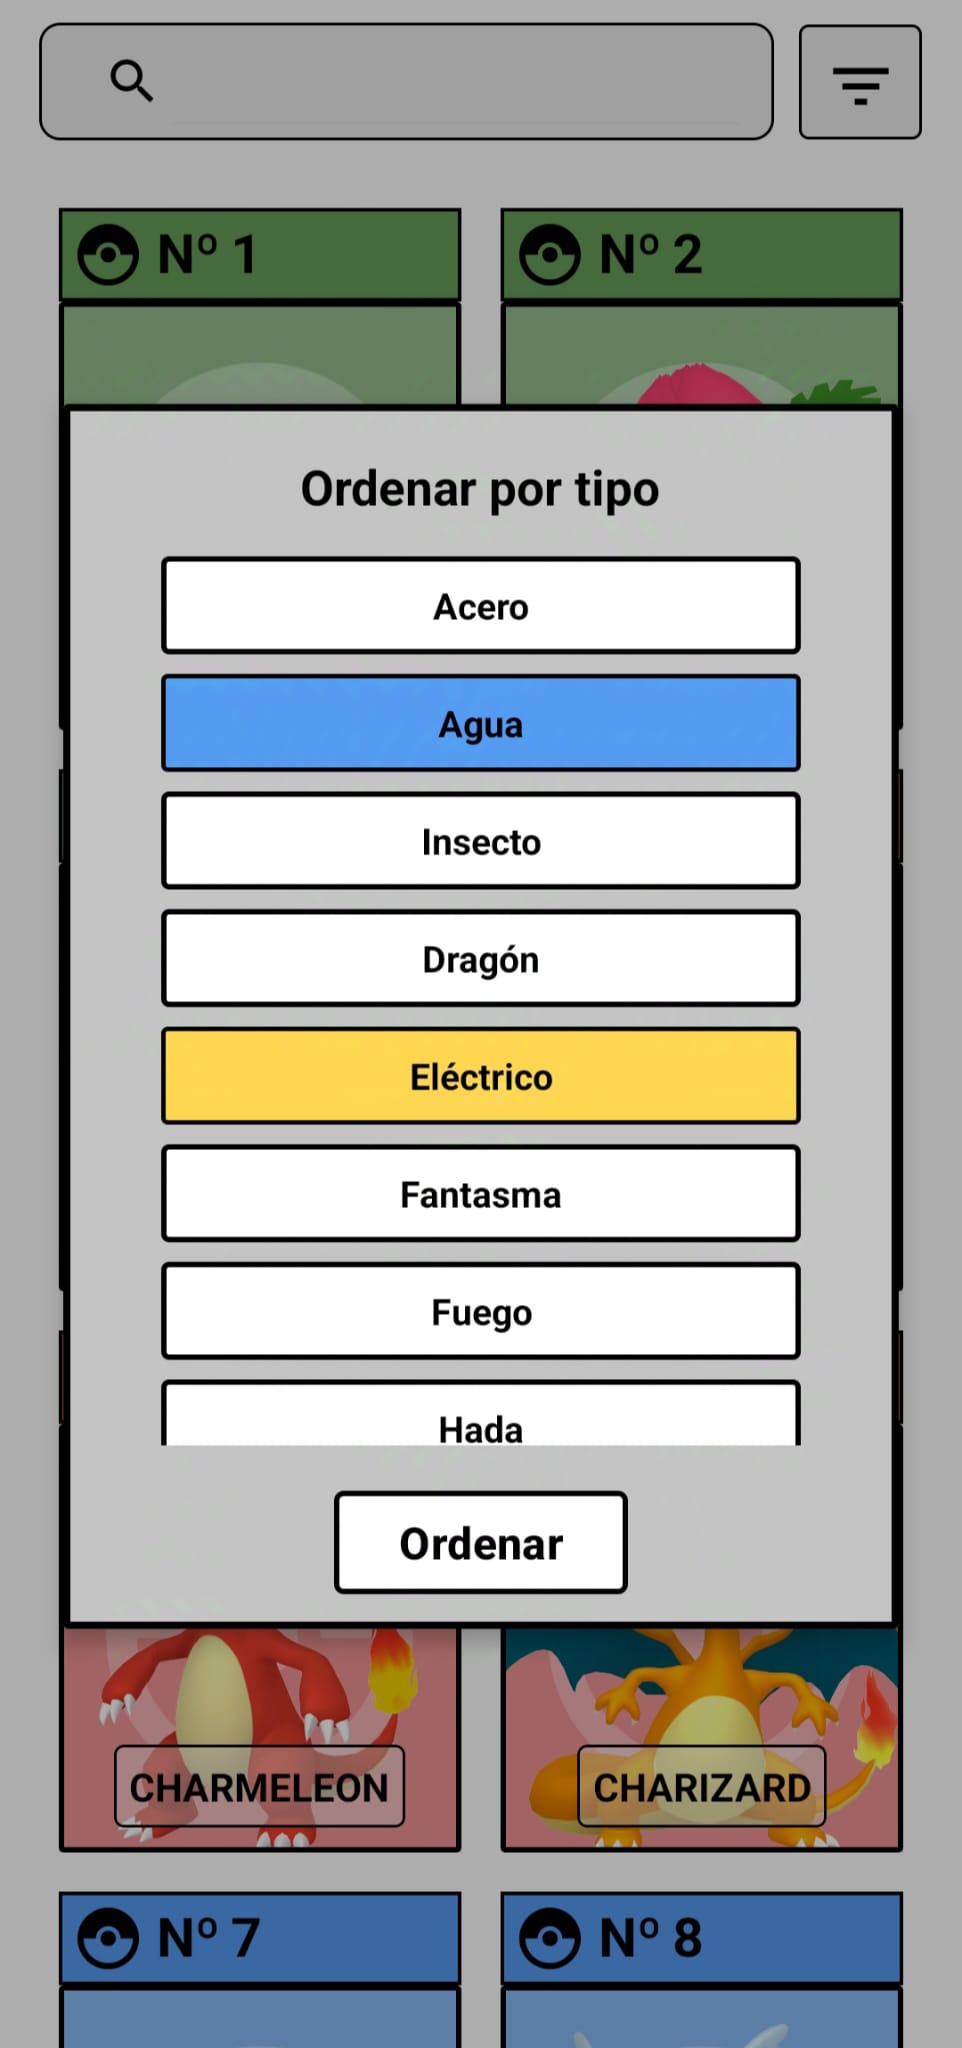 Nº 1
Nº 2
Ordenar por tipo
Acero
Agua
Insecto
Dragón
Eléctrico
Fantasma
Fuego
Hada
Ordenar
CHARMELEON
CHARIZARD
Nº 7
Nº 8